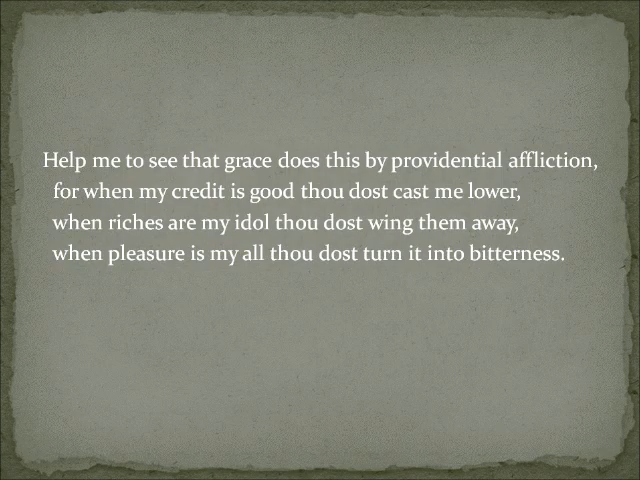 Help me to see that grace does this by providential affliction,
for when my credit is good thou dost cast me lower,
when riches are my idol thou dost wing them away,
when pleasure is my all thou dost turn it into bitterness.